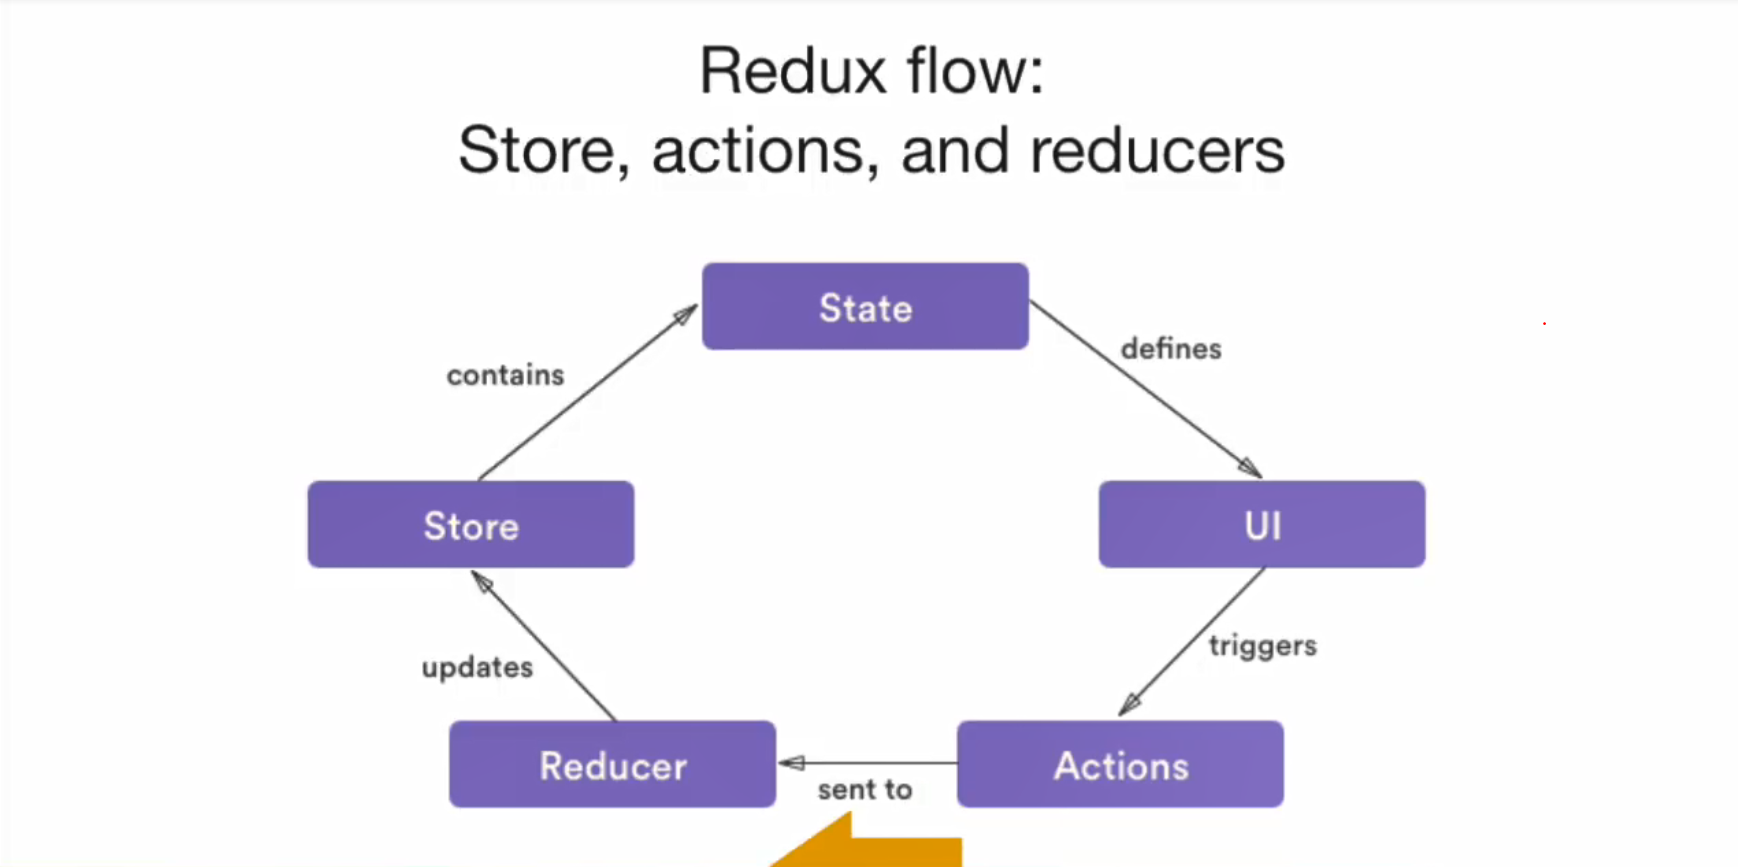 Redux flow:
Store, actions, and reducers
State
defines
contains
Store
UI
triggers
updates
Reducer
Actions
sent to